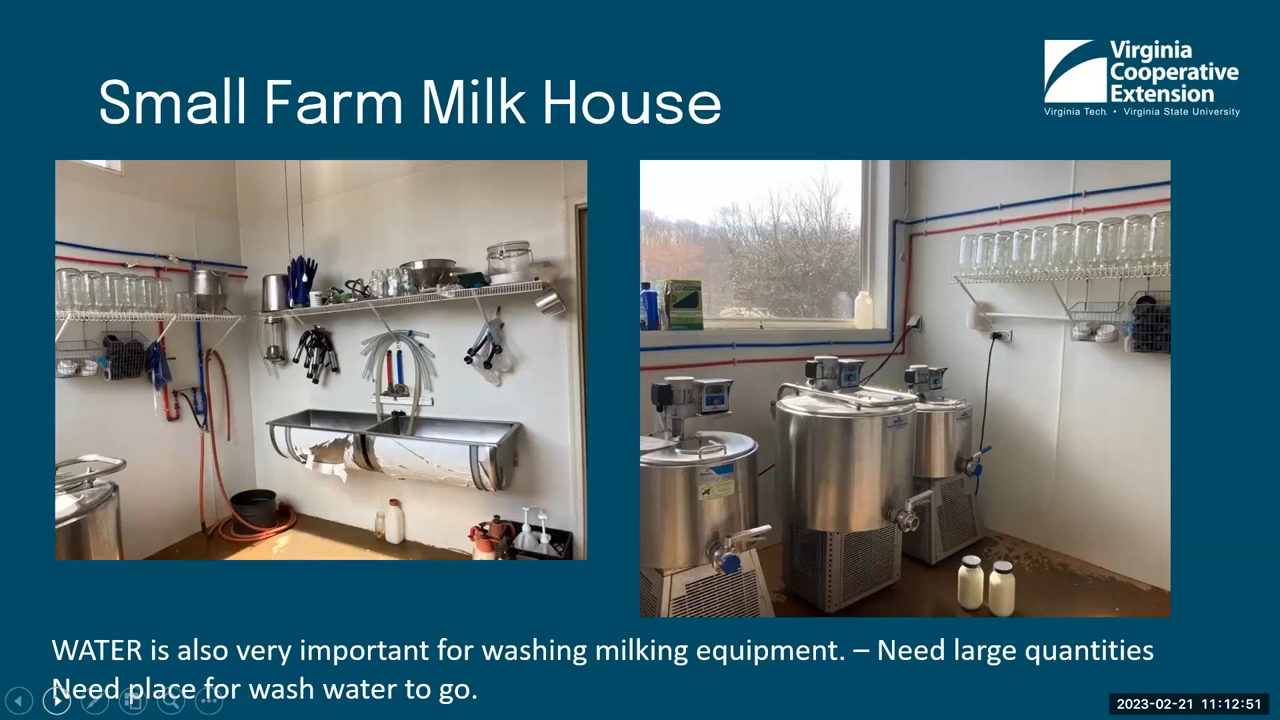 Small Farm Milk House
Virginia
Cooperative
Extension
Virginia Tech • Virginia State University
WATER is also very important for washing milking equipment. – Need large quantities
Need place for wash water to go.
2023-02-21 11:12:51